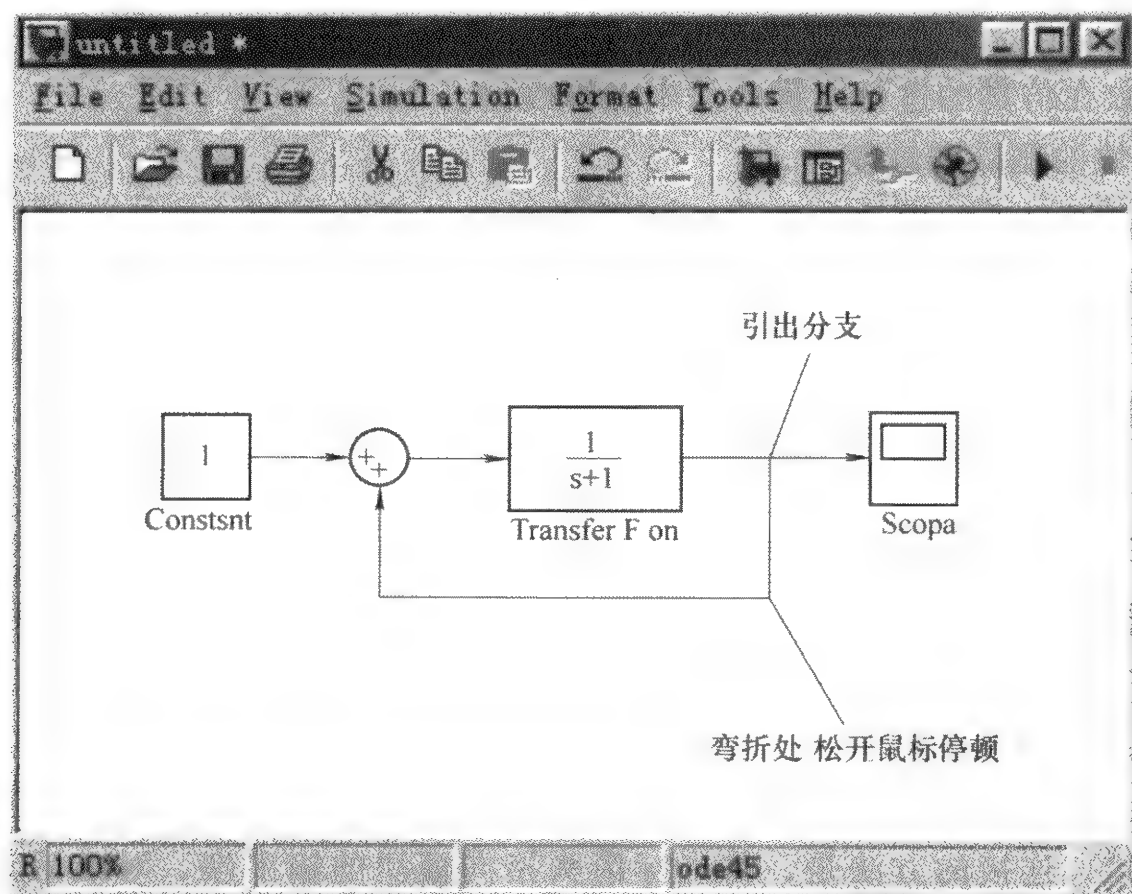 untitled *
File Edit View Simulation Format Tools Help
引出分支
1
Constsnt
+
+
1
s+1
Transfer F on
Scopa
弯折处 松开鼠标停顿
R 100%
ode45